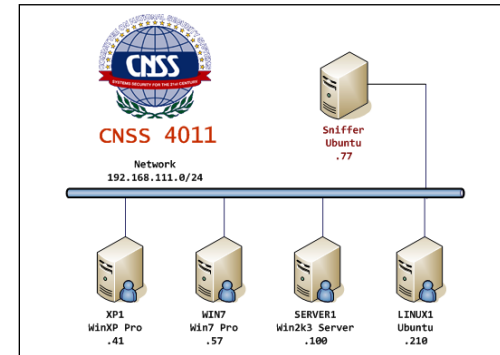 CNSS
SYSTEMS SECURITY FOR THE 21ST CENTURY
CNSS 4011
Network
192.168.111.0/24
Sniffer
Ubuntu
.77
XP1
WinXP Pro
.41
WIN7
Win7 Pro
.57
SERVER1
Win2k3 Server
.100
LINUX1
Ubuntu
.210